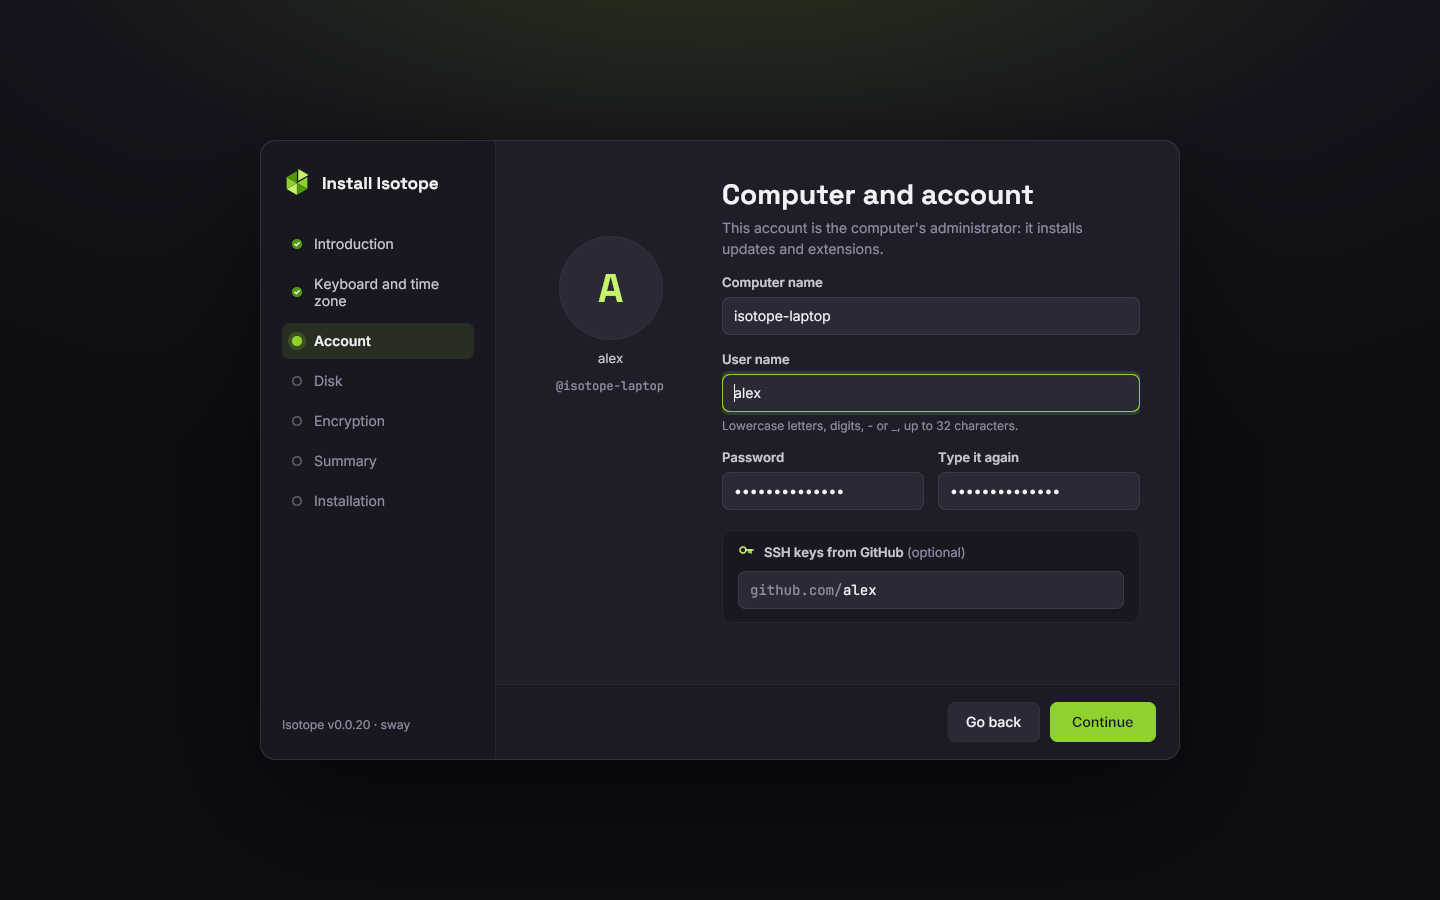 Install Isotope
Introduction
Keyboard and time
zone
Account
Disk
Encryption
Summary
Installation
Isotope v0.0.20 · sway
A
alex
@isotope-laptop
Computer and account
This account is the computer's administrator: it installs
updates and extensions.
Computer name
isotope-laptop
User name
alex
Lowercase letters, digits, - or _, up to 32 characters.
Password
Type it again
••••••••••••••
••••••••••••••
SSH keys from GitHub (optional)
github.com/alex
Go back
Continue